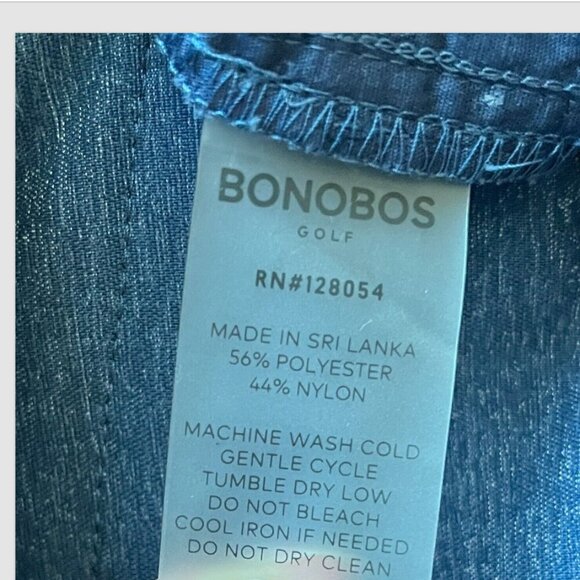 BONOBOS
GOLF
RN#128054
MADE IN SRI LANKA
56% POLYESTER
44% NYLON
MACHINE WASH COLD
GENTLE CYCLE
TUMBLE DRY LOW
DO NOT BLEACH
COOL IRON IF NEEDED
DO NOT DRY CLEAN